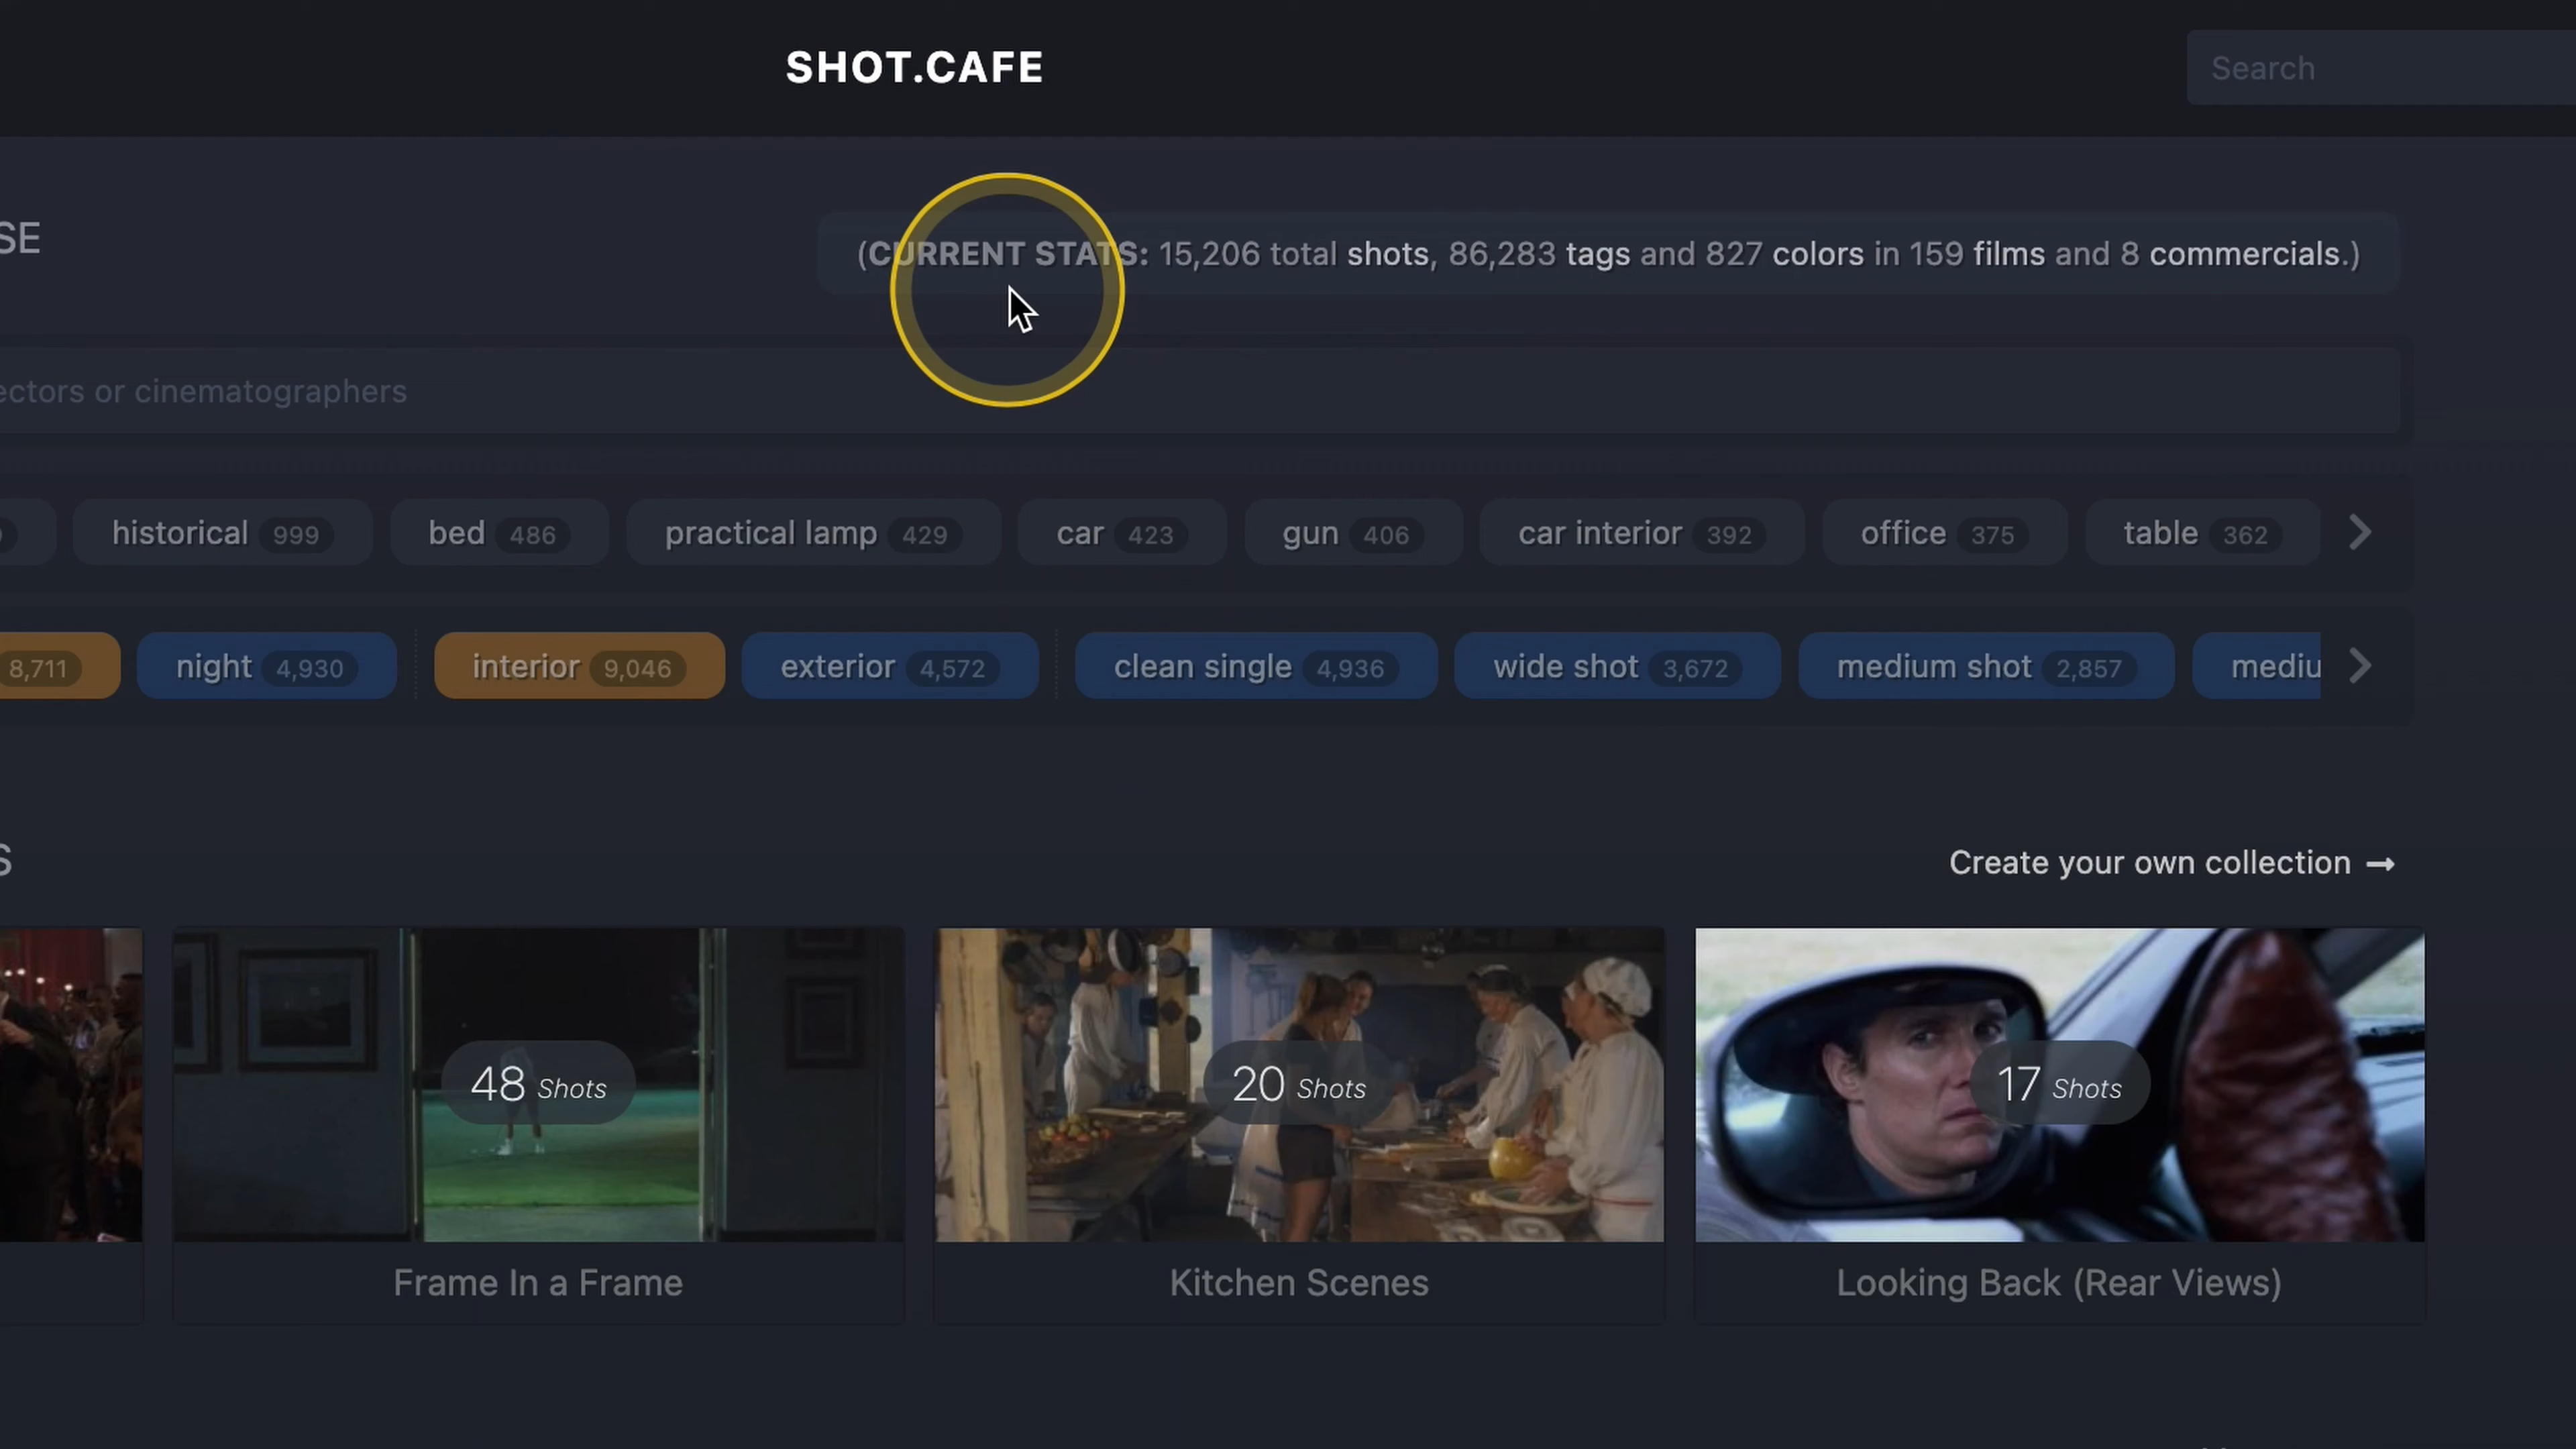 SHOT.CAFE
Search
SE
(CURRENT STATS: 15,206 total shots, 86,283 tags and 827 colors in 159 films and 8 commercials.)
ectors or cinematographers
historical 999 bed 486 practical lamp 429 car 423 gun 406 car interior 392 office 375 table 362
8,711 night 4,930 interior 9,046 exterior 4,572 clean single 4,936 wide shot 3,672 medium shot 2,857 mediu
S
Create your own collection →
48 Shots
20 Shots
17 Shots
Frame In a Frame
Kitchen Scenes
Looking Back (Rear Views)